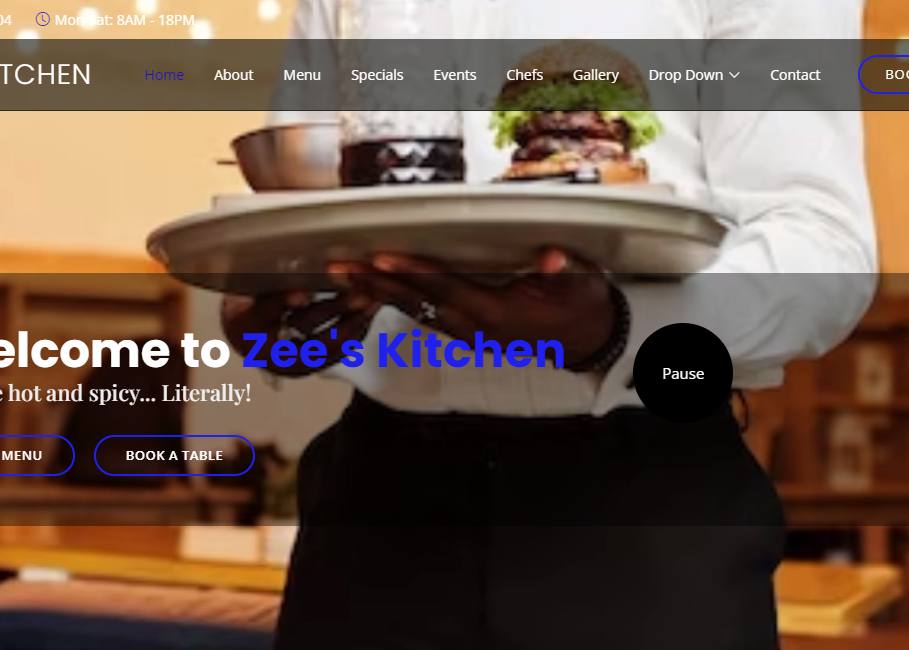 04 Mon-Sat: 8AM - 18PM
TCHEN Home About Menu Specials Events Chefs Gallery Drop Down Contact BOO
elcome to Zee's Kitchen
e hot and spicy... Literally!
Pause
MENU BOOK A TABLE